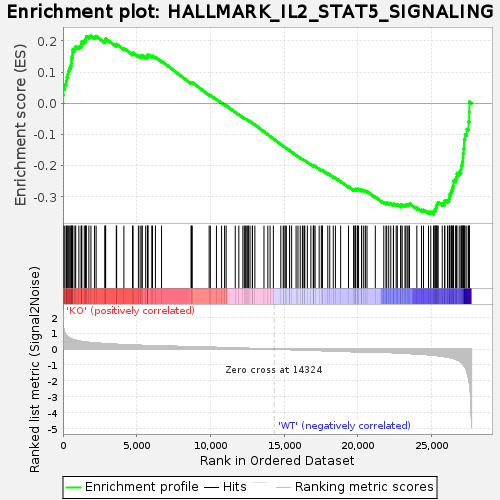 Enrichment plot: HALLMARK_IL2_STAT5_SIGNALING
Enrichment score (ES)
0.2
0.1
0.0
-0.1
-0.2
-0.3
'KO' (positively correlated)
Ranked list metric (Signal2Noise)
2
1
0
-1
-2
-3
-4
-5
Zero cross at 14324
'WT' (negatively correlated)
0
5,000
10,000
15,000
20,000
25,000
Rank in Ordered Dataset
Enrichment profile
Hits
Ranking metric scores